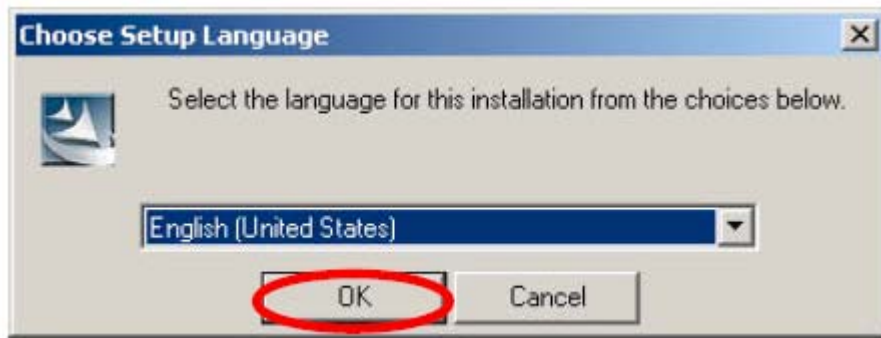 Choose Setup Language
Select the language for this installation from the choices below.
English (United States)
OK
Cancel